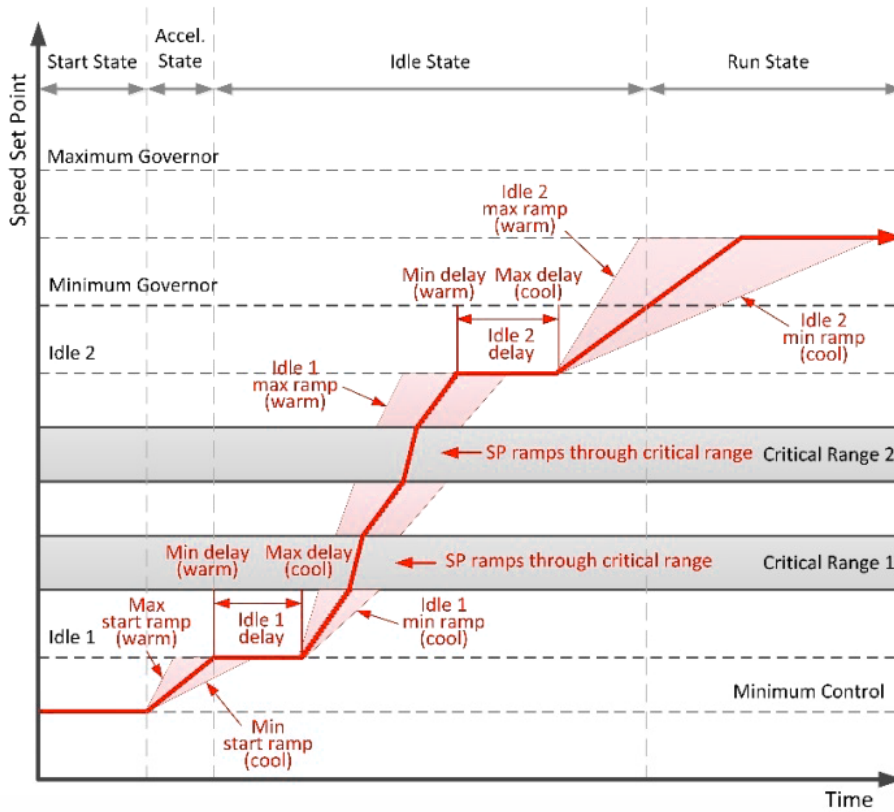 Start State
Accel.
State
Idle State
Run State
Speed Set Point
Maximum Governor
Idle 2
max ramp
(warm)
Minimum Governor
Min delay
(warm)
Max delay
(cool)
Idle 2
delay
Idle 2
min ramp
(cool)
Idle 2
Idle 1
max ramp
(warm)
SP ramps through critical range
Critical Range 2
Min delay
(warm)
Max delay
(cool)
SP ramps through critical range
Critical Range 1
Max
start ramp
(warm)
Idle 1
delay
Idle 1
min ramp
(cool)
Idle 1
Minimum Control
Min
start ramp
(cool)
Time